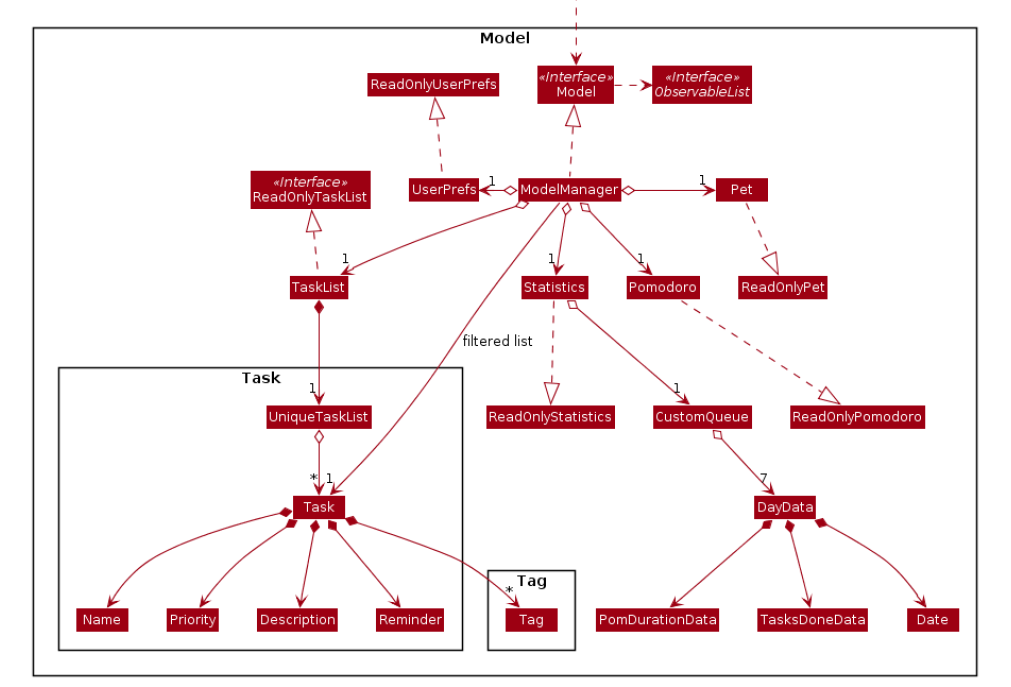 Model
«Interface»
Model
«Interface»
ObservableList
ReadOnlyUserPrefs
«Interface»
ReadOnlyTaskList
UserPrefs
1
ModelManager
1
Pet
1
TaskList
1
Statistics
1
Pomodoro
ReadOnlyPet
filtered list
Task
1
UniqueTaskList
ReadOnlyStatistics
1
CustomQueue
ReadOnlyPomodoro
*
1
Task
7
DayData
Name
Priority
Description
Reminder
Tag
*
Tag
PomDurationData
TasksDoneData
Date